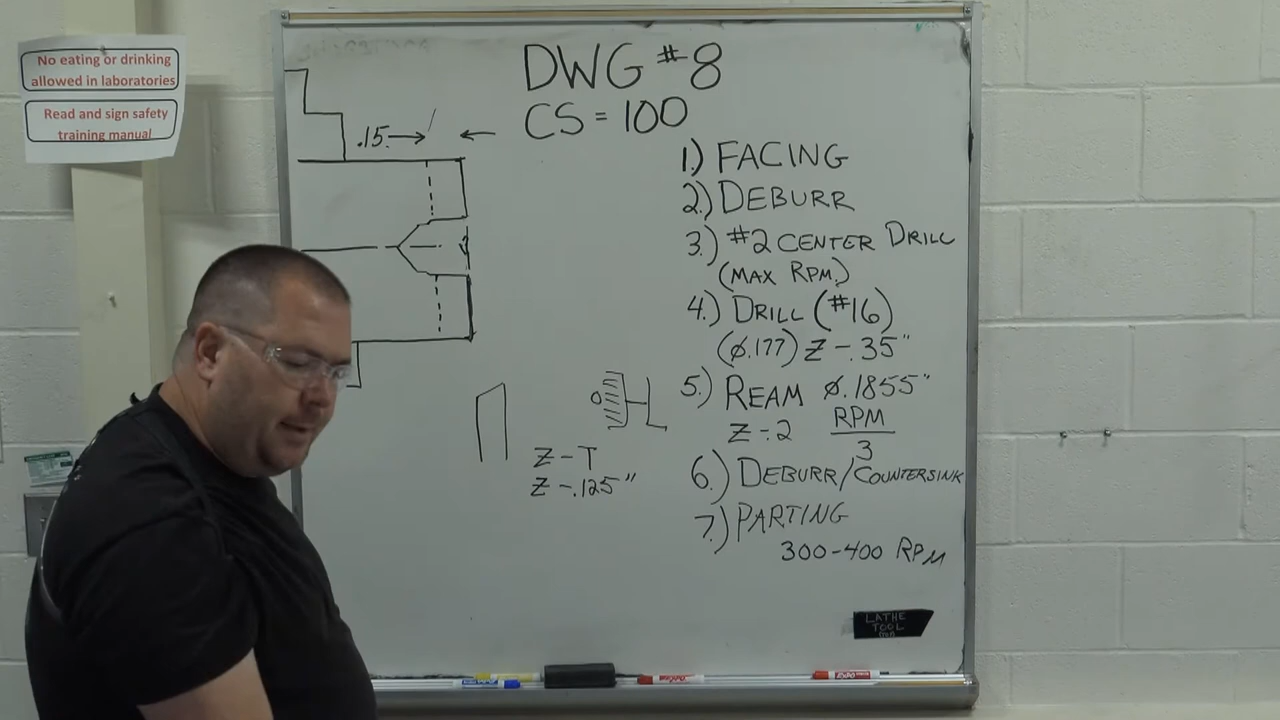 No eating or drinking
allowed in laboratories
Read and sign safety
training manual
DWG #8
CS = 100
.15
1.) FACING
2.) DEBURR
3.) #2 CENTER DRILL
(MAX RPM.)
4.) DRILL (#16)
(Ø.177) Z -.35"
5.) REAM Ø.1855"
Z -.2 RPM
3
Z-T
Z-.125"
6.) DEBURR/COUNTERSINK
7.) PARTING
300-400 RPM
LATHE
TOOL